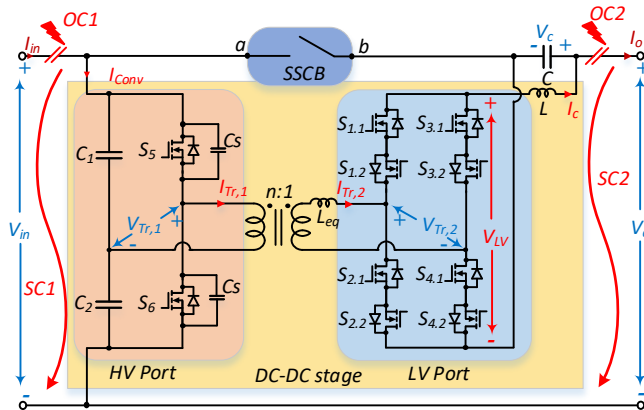 OC1
OC2
I_in
a
b
V_c
- +
I_o
SSCB
C
+
+
I_Conv
L
I_c
S_1.1
S_3.1
+
C_1
S_5
Cs
S_1.2
S_3.2
SC2
n:1
I_Tr,1
I_Tr,2
V_in
V_Tr,1
+
-
L_eq
+
V_Tr,2
-
V_LV
SC1
S_2.1
S_4.1
C_2
S_6
Cs
S_2.2
S_4.2
-
HV Port
DC-DC stage
LV Port
-
-